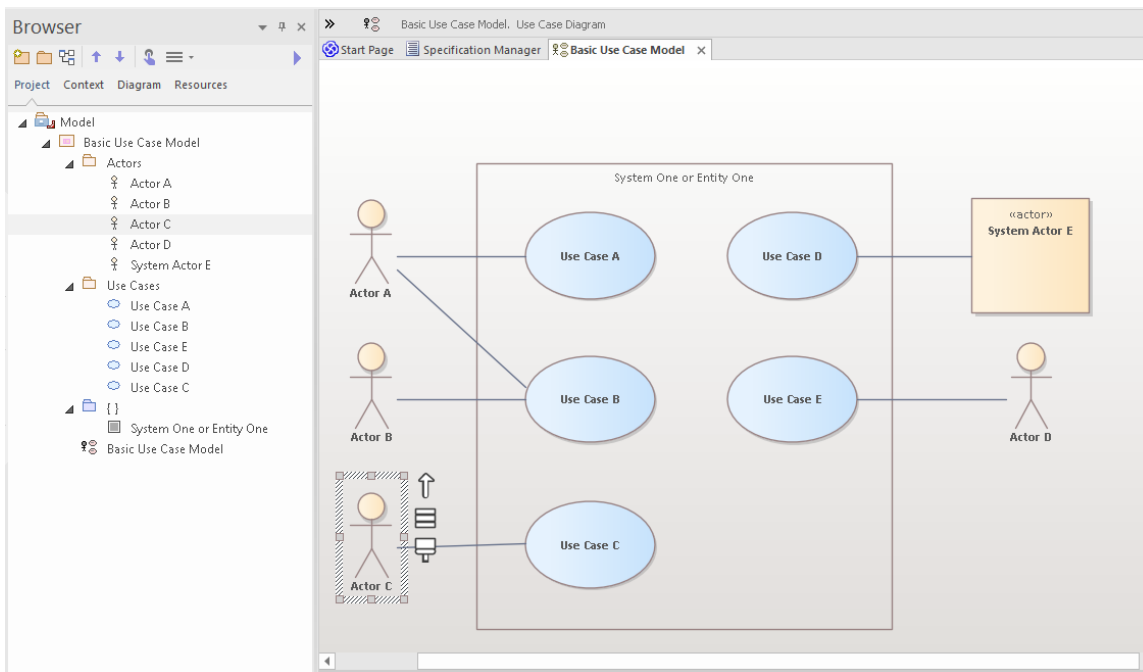 Browser
Project Context Diagram Resources
Model
Basic Use Case Model
Actors
Actor A
Actor B
Actor C
Actor D
System Actor E
Use Cases
Use Case A
Use Case B
Use Case E
Use Case D
Use Case C
{ }
System One or Entity One
Basic Use Case Model
Basic Use Case Model. Use Case Diagram
Start Page Specification Manager Basic Use Case Model
System One or Entity One
Actor A
Use Case A
Use Case D
«actor»
System Actor E
Actor B
Use Case B
Use Case E
Actor D
Actor C
Use Case C